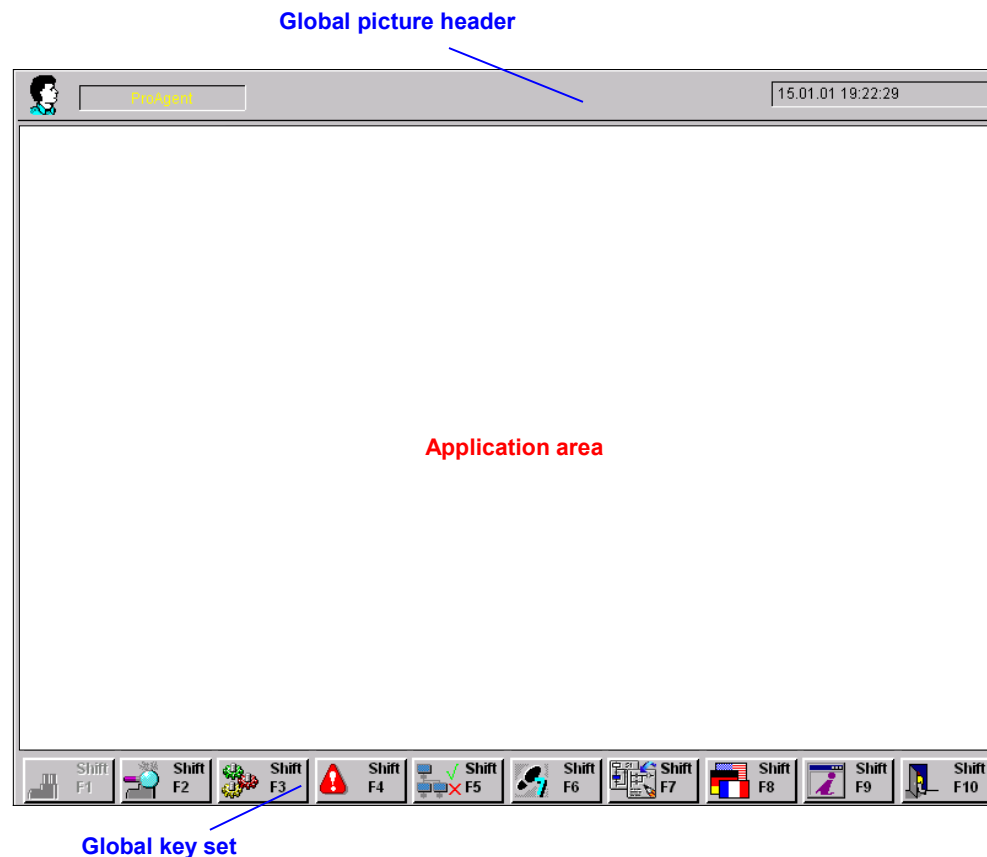 Global picture header
ProAgent
15.01.01 19:22:29
Application area
Shift Shift Shift Shift Shift Shift Shift Shift Shift Shift
F1 F2 F3 F4 F5 F6 F7 F8 F9 F10
Global key set